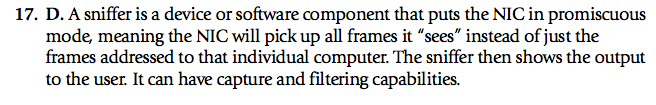 17. D. A sniffer is a device or software component that puts the NIC in promiscuous
mode, meaning the NIC will pick up all frames it “sees” instead of just the
frames addressed to that individual computer. The sniffer then shows the output
to the user. It can have capture and filtering capabilities.